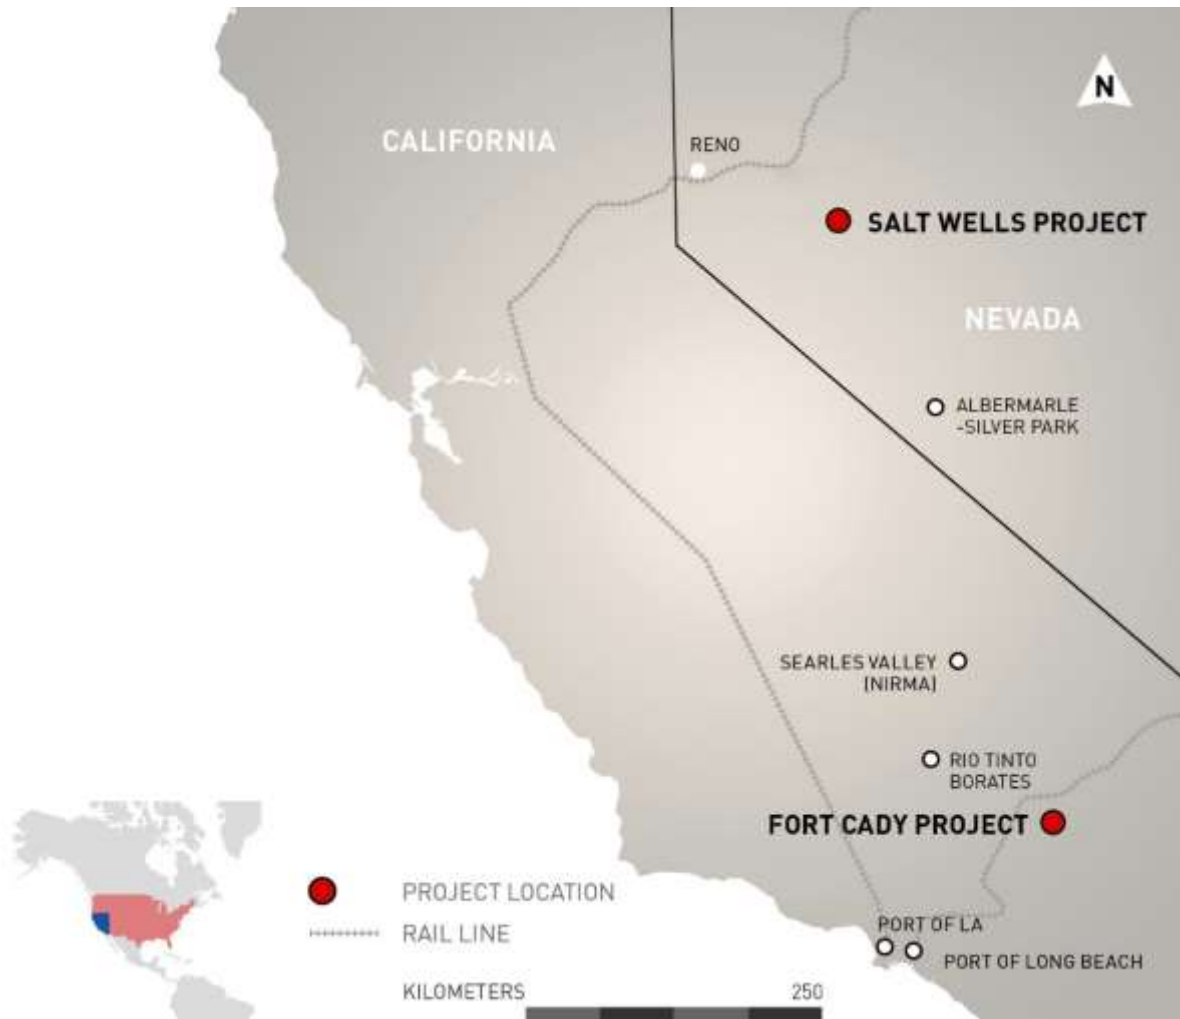 N
CALIFORNIA
RENO
SALT WELLS PROJECT
NEVADA
ALBERMARLE
-SILVER PARK
SEARLES VALLEY
(NIRMA)
RIO TINTO
BORATES
FORT CADY PROJECT
PROJECT LOCATION
PORT OF LA
RAIL LINE
PORT OF LONG BEACH
KILOMETERS 250